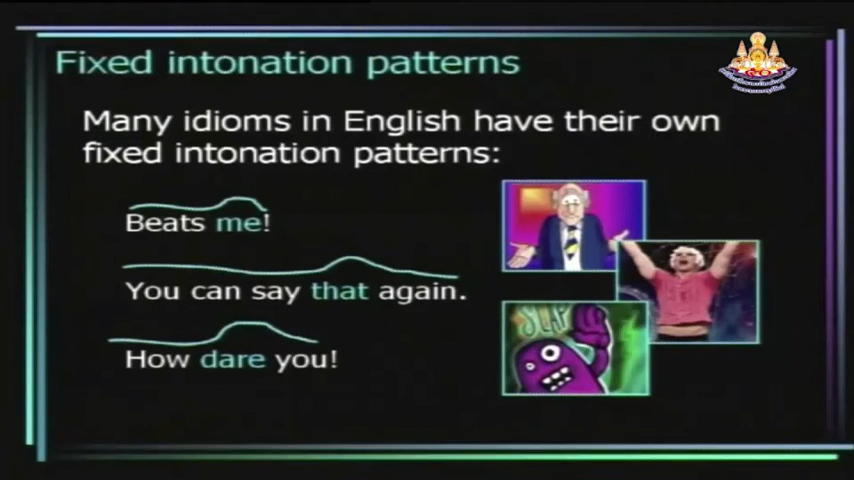 Fixed intonation patterns
Many idioms in English have their own
fixed intonation patterns:
Beats me!
You can say that again.
How dare you!
SLAP